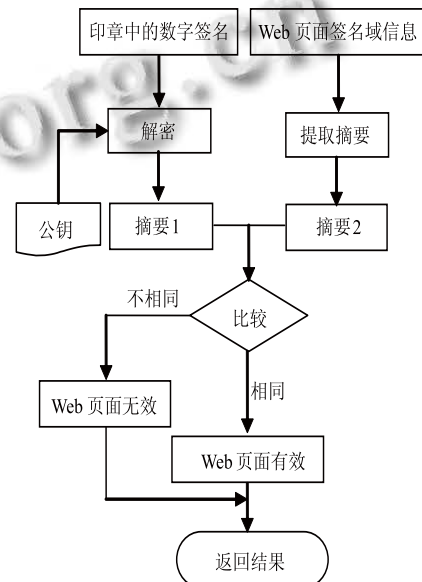 印章中的数字签名
Web 页面签名域信息
org.cn
解密
提取摘要
公钥
摘要1
摘要2
不相同
比较
相同
Web 页面无效
Web 页面有效
返回结果